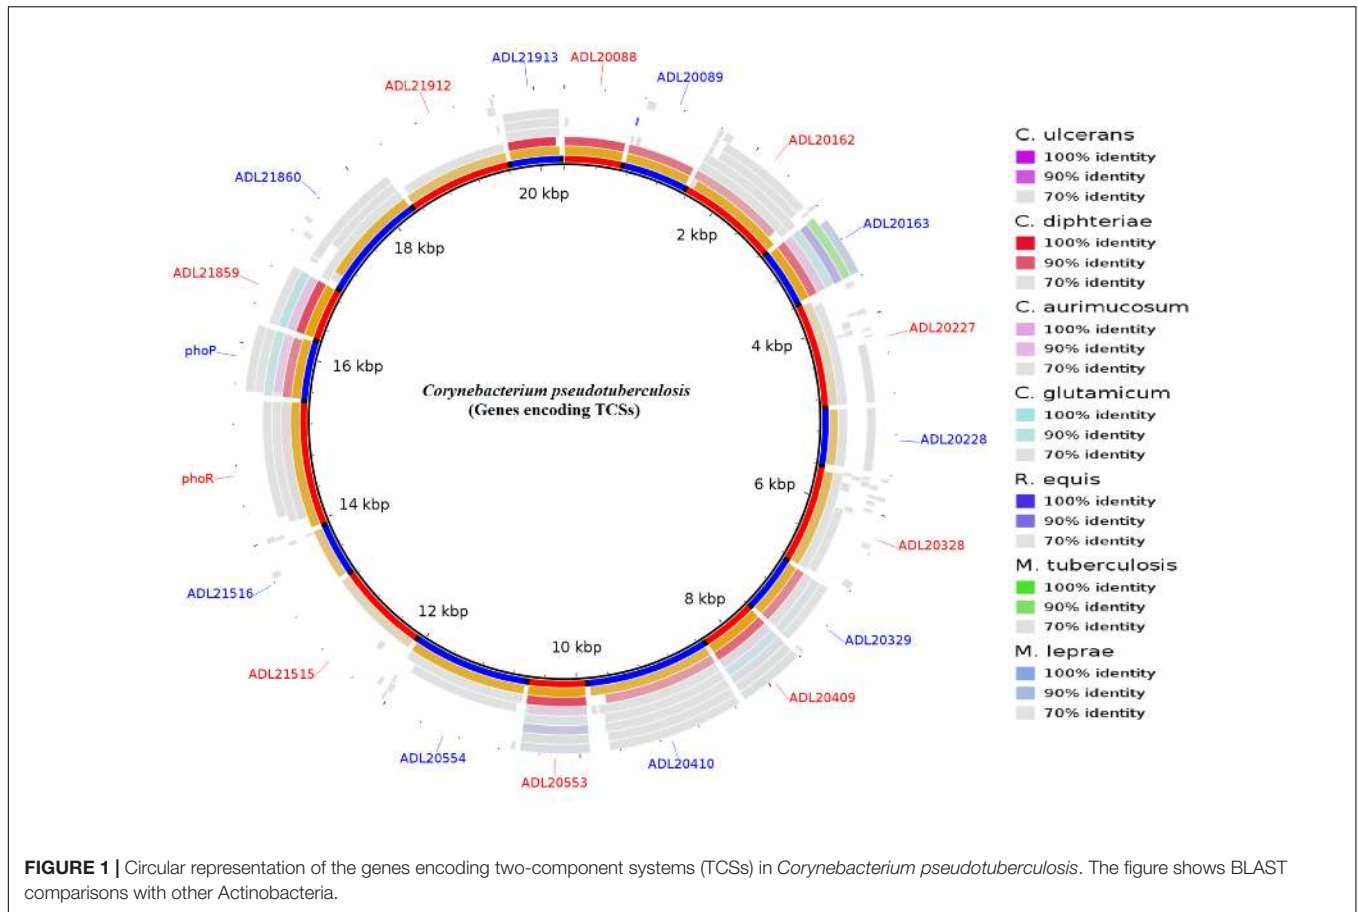 ADL21913 ADL20088
ADL20089
ADL21912
ADL20162
ADL21860
ADL20163
ADL21859
ADL20227
phoP
ADL20228
phoR
ADL20328
ADL21516
ADL20329
ADL21515
ADL20409
ADL20554
ADL20410
ADL20553
20 kbp
2 kbp
18 kbp
4 kbp
16 kbp
6 kbp
14 kbp
8 kbp
12 kbp
10 kbp
Corynebacterium pseudotuberculosis
(Genes encoding TCSs)
C. ulcerans
100% identity
90% identity
70% identity
C. diphteriae
100% identity
90% identity
70% identity
C. aurimucosum
100% identity
90% identity
70% identity
C. glutamicum
100% identity
90% identity
70% identity
R. equis
100% identity
90% identity
70% identity
M. tuberculosis
100% identity
90% identity
70% identity
M. leprae
100% identity
90% identity
70% identity
FIGURE 1 | Circular representation of the genes encoding two-component systems (TCSs) in Corynebacterium pseudotuberculosis. The figure shows BLAST
comparisons with other Actinobacteria.